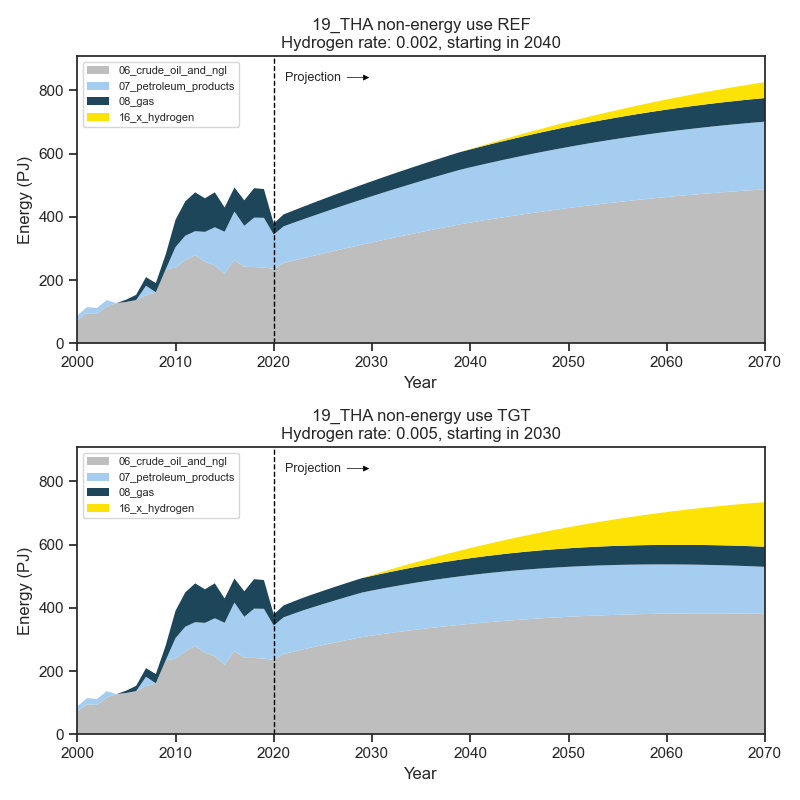 19_THA non-energy use REF
Hydrogen rate: 0.002, starting in 2040
06_crude_oil_and_ngl
07_petroleum_products
08_gas
16_x_hydrogen
Projection
Energy (PJ)
800
600
400
200
0
2000 2010 2020 2030 2040 2050 2060 2070
Year
19_THA non-energy use TGT
Hydrogen rate: 0.005, starting in 2030
06_crude_oil_and_ngl
07_petroleum_products
08_gas
16_x_hydrogen
Projection
Energy (PJ)
800
600
400
200
0
2000 2010 2020 2030 2040 2050 2060 2070
Year